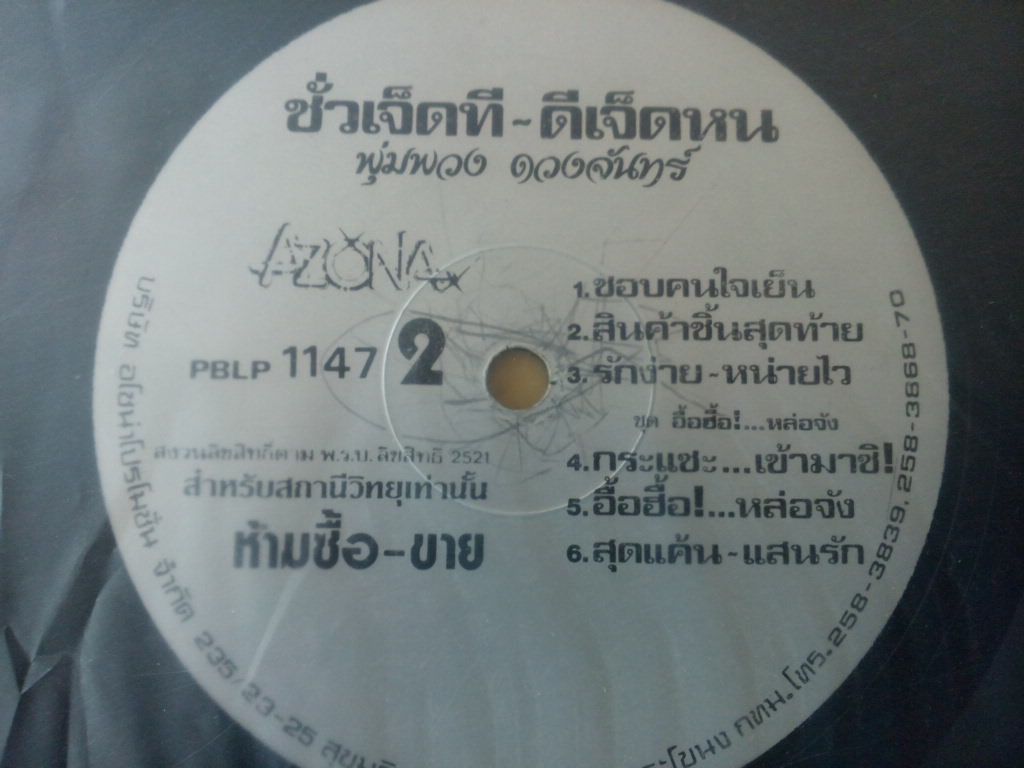 ชั่วเจ็ดที ~ ดีเจ็ดหน
พุ่มพวง ดวงจันทร์
AZONA
PBLP 1147 2
สงวนลิขสิทธิ์ตาม พ.ร.บ. ลิขสิทธิ์ 2521
สำหรับสถานีวิทยุเท่านั้น
ห้ามซื้อ-ขาย
1.ชอบคนใจเย็น
2.สินค้าชิ้นสุดท้าย
3.รักง่าย~หน่ายไว
ชุด อื้อฮื้อ!...หล่อจัง
4.กระแซะ...เข้ามาซิ!
5.อื้อฮื้อ!...หล่อจัง
6.สุดแค้น~แสนรัก
บริษัท อโซน่าโปรโมชั่น จำกัด 235/23-25 กทม. โทร.258-3839, 258-3868-70